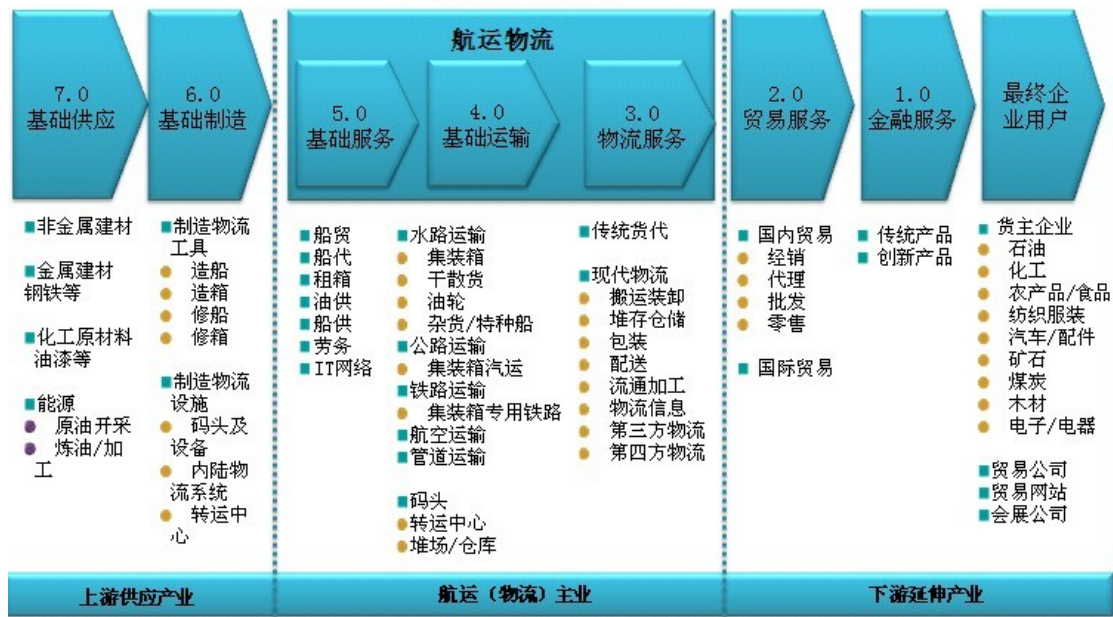 航运物流
7.0
基础供应
6.0
基础制造
5.0
基础服务
4.0
基础运输
3.0
物流服务
2.0
贸易服务
1.0
金融服务
最终企
业用户
非金属建材
金属建材
钢铁等
化工原材料
油漆等
能源
原油开采
炼油/加
工
制造物流
工具
造船
造箱
修船
修箱
制造物流
设施
码头及
设备
内陆物
流系统
转运中
心
船贸
船代
租箱
油供
船供
劳务
IT网络
水路运输
集装箱
干散货
油轮
杂货/特种船
公路运输
集装箱汽运
铁路运输
集装箱专用铁路
航空运输
管道运输
码头
转运中心
堆场/仓库
传统货代
现代物流
搬运装卸
堆存仓储
包装
配送
流通加工
物流信息
第三方物流
第四方物流
国内贸易
经销
代理
批发
零售
国际贸易
传统产品
创新产品
货主企业
石油
化工
农产品/食品
纺织服装
汽车/配件
矿石
煤炭
木材
电子/电器
贸易公司
贸易网站
会展公司
上游供应产业
航运（物流）主业
下游延伸产业